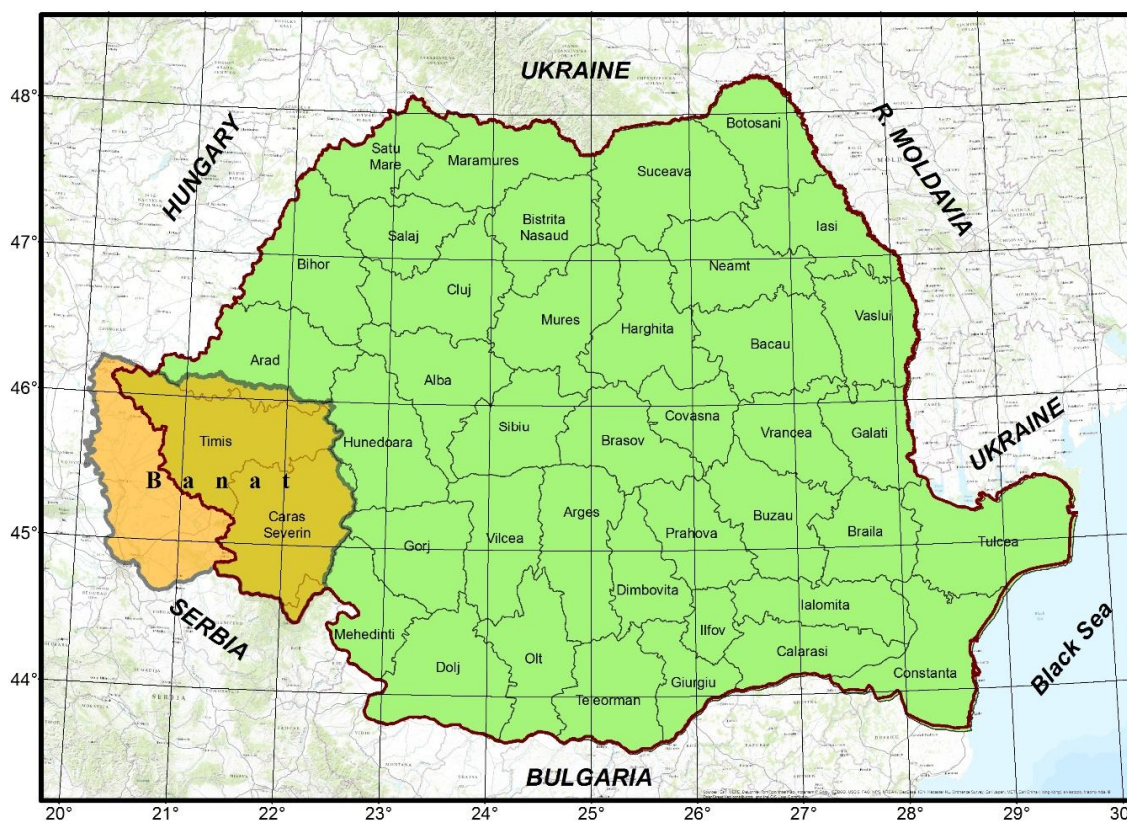 UKRAINE
48°
Botosani
HUNGARY
Satu
Mare
Maramures
R. MOLDAVIA
Suceava
Bistrita
Nasaud
Iasi
47°
Salaj
Bihor
Neamt
Cluj
Mures
Harghita
Vaslui
Bacau
Arad
46°
Alba
Covasna
Timis
Hunedoara
Sibiu
Brasov
Vrancea
Galati
UKRAINE
Banat
Caras
Severin
Arges
Buzau
45°
Gorj
Vilcea
Prahova
Braila
Tulcea
Dimbovita
SERBIA
Ialomita
Mehedinti
Ilfov
Olt
Calarasi
Black Sea
Dolj
Giurgiu
Constanta
44°
Teleorman
BULGARIA
20° 21° 22° 23° 24° 25° 26° 27° 28° 29° 30°